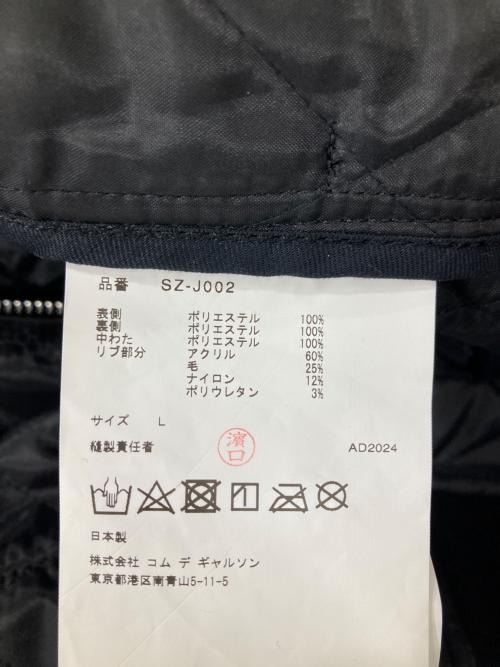 品番 SZ-J002
表側 ポリエステル 100%
裏側 ポリエステル 100%
中わた ポリエステル 100%
リブ部分 アクリル 60%
毛 25%
ナイロン 12%
ポリウレタン 3%
サイズ L
縫製責任者 濱口 AD2024
日本製
株式会社 コム デ ギャルソン
東京都港区南青山5-11-5